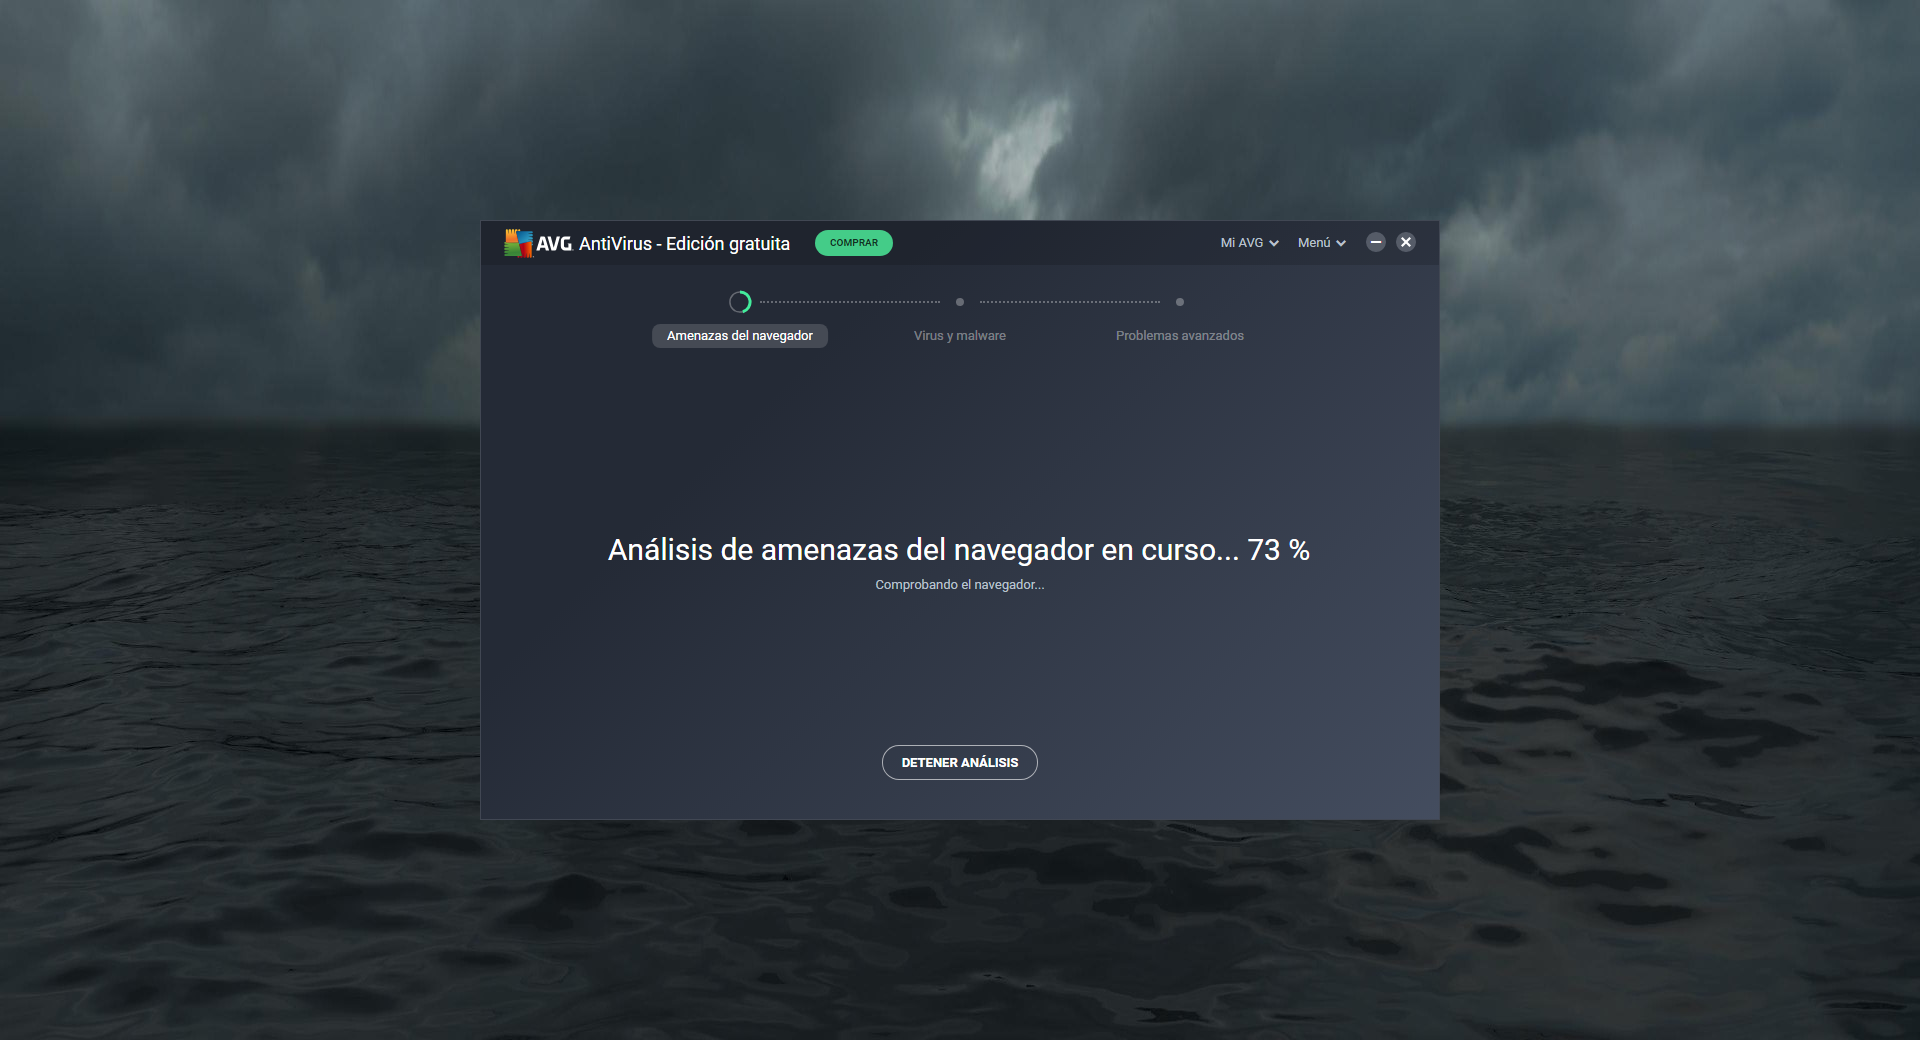 AVG AntiVirus - Edición gratuita COMPRAR Mi AVG Menú
Amenazas del navegador Virus y malware Problemas avanzados
Análisis de amenazas del navegador en curso... 73 %
Comprobando el navegador...
DETENER ANÁLISIS